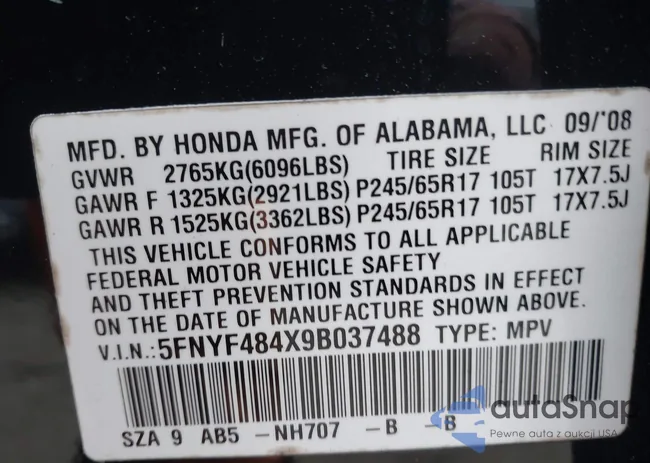 MFD. BY HONDA MFG. OF ALABAMA, LLC 09/'08
GVWR 2765KG(6096LBS) TIRE SIZE RIM SIZE
GAWR F 1325KG(2921LBS) P245/65R17 105T 17X7.5J
GAWR R 1525KG(3362LBS) P245/65R17 105T 17X7.5J
THIS VEHICLE CONFORMS TO ALL APPLICABLE
FEDERAL MOTOR VEHICLE SAFETY
AND THEFT PREVENTION STANDARDS IN EFFECT
ON THE DATE OF MANUFACTURE SHOWN ABOVE.
V.I.N.:5FNYF484X9B037488 TYPE: MPV
SZA 9 AB5 -NH707 -B -B
autaSnap
Pewne auta z aukcji USA